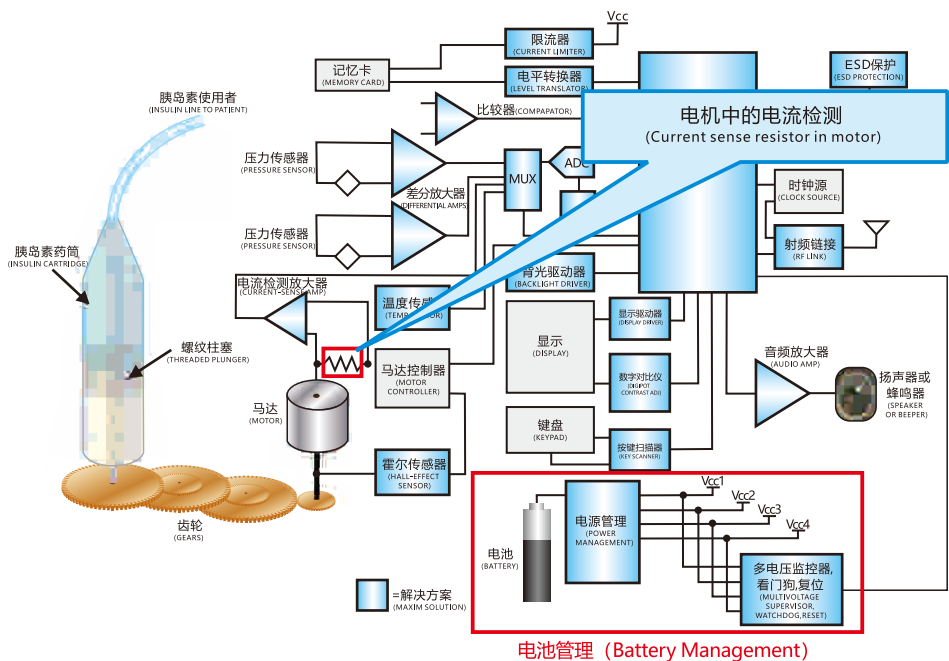 Vcc
限流器
(CURRENT LIMITER)
记忆卡
(MEMORY CARD)
电平转换器
(LEVEL TRANSLATOR)
ESD保护
(ESD PROTECTION)
胰岛素使用者
(INSULIN LINE TO PATIENT)
比较器(COMPAPATOR)
电机中的电流检测
(Current sense resistor in motor)
压力传感器
(PRESSURE SENSOR)
MUX
ADC
差分放大器
(DIFFERENTIAL AMPS)
时钟源
(CLOCK SOURCE)
压力传感器
(PRESSURE SENSOR)
射频链接
(RF LINK)
胰岛素药筒
(INSULIN CARTRIDGE)
电流检测放大器
(CURRENT-SENSE AMP)
背光驱动器
(BACKLIGHT DRIVER)
温度传感
显示驱动器
(DISPLAY DRIVER)
显示
(DISPLAY)
螺纹柱塞
(THREADED PLUNGER)
马达控制器
(MOTOR
CONTROLLER)
数字对比仪
(DIGIPOT
CONTRAST ADJ)
音频放大器
(AUDIO AMP)
扬声器或
蜂鸣器
(SPEAKER
OR BEEPER)
马达
(MOTOR)
键盘
(KEYPAD)
按键扫描器
(KEY SCANNER)
霍尔传感器
(HALL-EFFECT
SENSOR)
齿轮
(GEARS)
电池
(BATTERY)
电源管理
(POWER
MANAGEMENT)
Vcc1
Vcc2
Vcc3
Vcc4
多电压监控器,
看门狗,复位
(MULTIVOLTAGE
SUPERVISOR,
WATCHDOG,RESET)
=解决方案
(MAXIM SOLUTION)
电池管理（Battery Management)